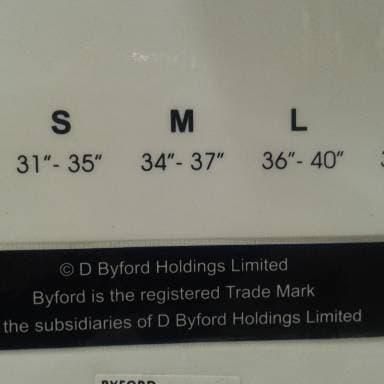 S M L
31"- 35" 34"- 37" 36"- 40"
© D Byford Holdings Limited
Byford is the registered Trade Mark
the subsidiaries of D Byford Holdings Limited
BYFORD